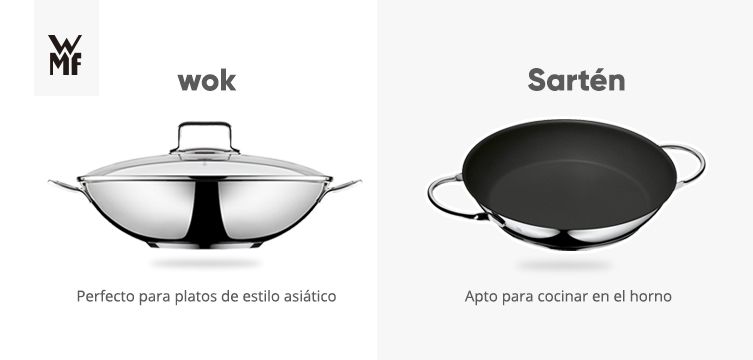 WMF
wok
Sartén
Perfecto para platos de estilo asiático
Apto para cocinar en el horno